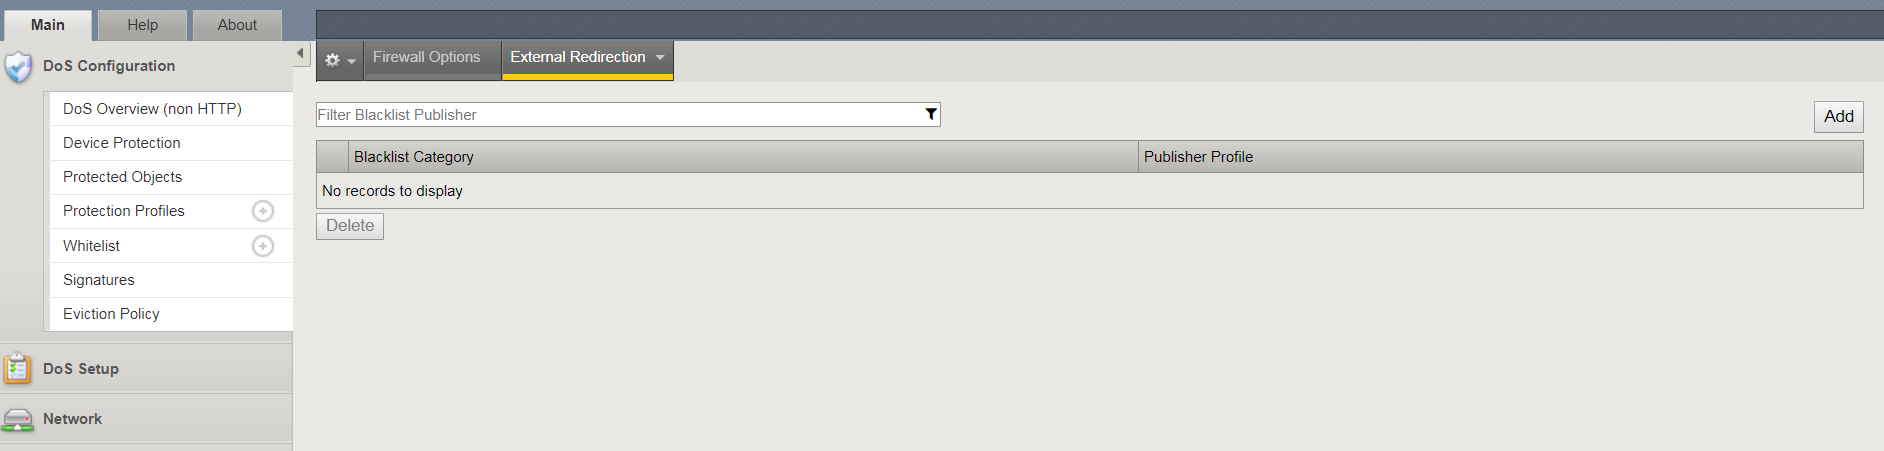 Main
Help
About
DoS Configuration
DoS Overview (non HTTP)
Device Protection
Protected Objects
Protection Profiles
Whitelist
Signatures
Eviction Policy
DoS Setup
Network
Firewall Options
External Redirection
Filter Blacklist Publisher
Add
Blacklist Category
Publisher Profile
No records to display
Delete